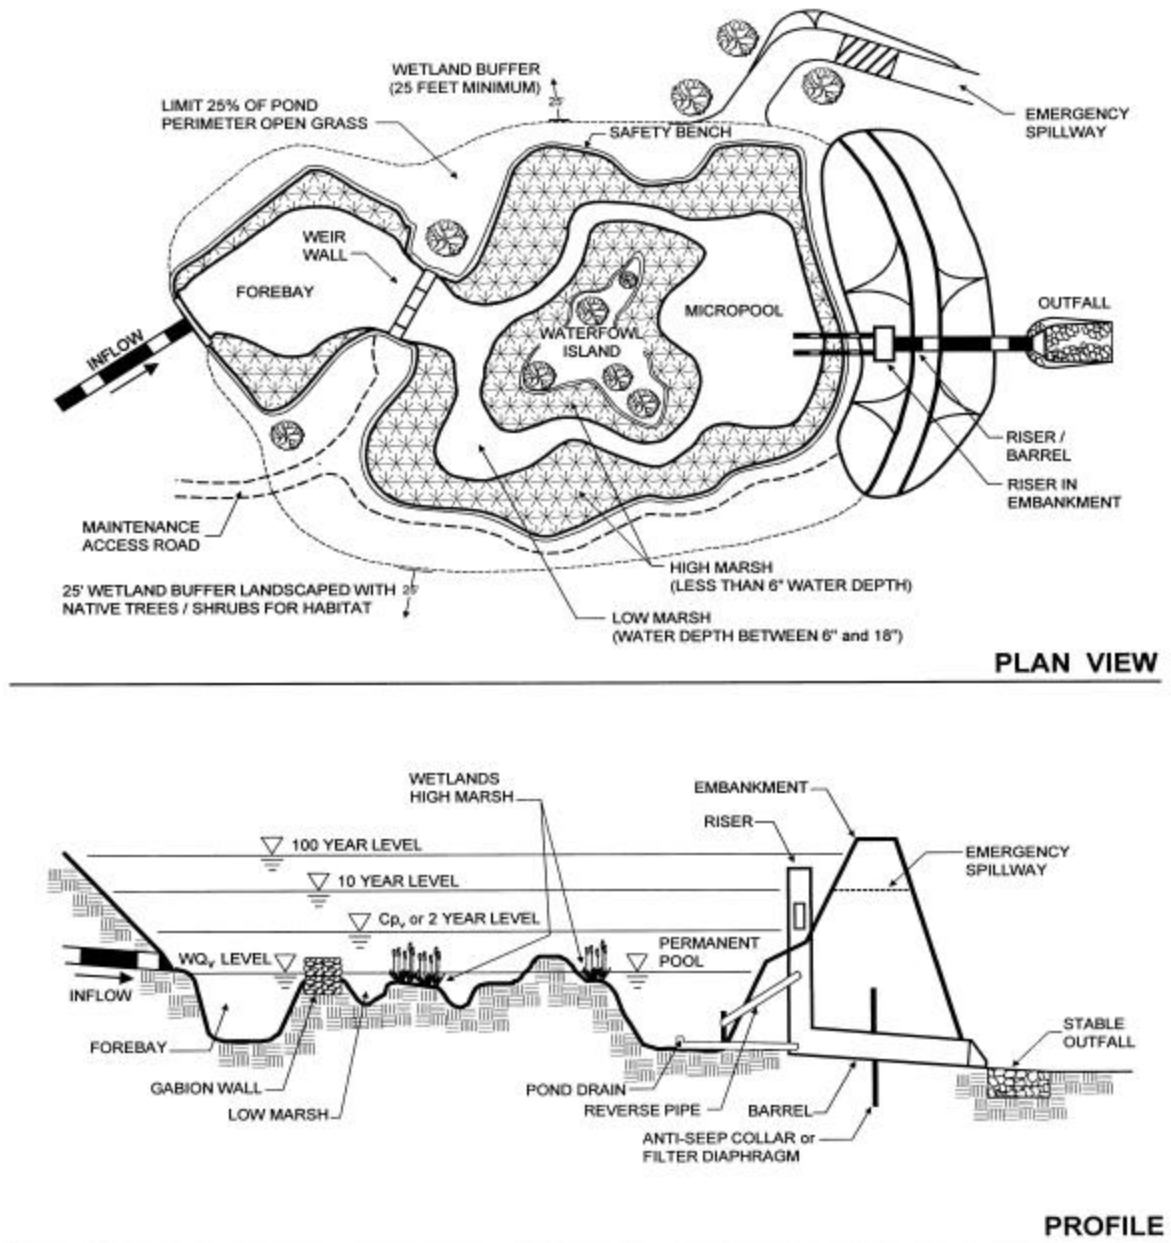 WETLAND BUFFER
(25 FEET MINIMUM)
25'
LIMIT 25% OF POND
PERIMETER OPEN GRASS
SAFETY BENCH
EMERGENCY
SPILLWAY
WEIR
WALL
FOREBAY
MICROPOOL
OUTFALL
WATERFOWL
ISLAND
INFLOW
RISER /
BARREL
RISER IN
EMBANKMENT
MAINTENANCE
ACCESS ROAD
HIGH MARSH
(LESS THAN 6" WATER DEPTH)
25' WETLAND BUFFER LANDSCAPED WITH
NATIVE TREES / SHRUBS FOR HABITAT
25'
LOW MARSH
(WATER DEPTH BETWEEN 6" and 18")
PLAN VIEW
WETLANDS
HIGH MARSH
EMBANKMENT
RISER
100 YEAR LEVEL
EMERGENCY
SPILLWAY
10 YEAR LEVEL
Cpv or 2 YEAR LEVEL
PERMANENT
POOL
WQv LEVEL
INFLOW
STABLE
OUTFALL
FOREBAY
GABION WALL
POND DRAIN
LOW MARSH
REVERSE PIPE
BARREL
ANTI-SEEP COLLAR or
FILTER DIAPHRAGM
PROFILE